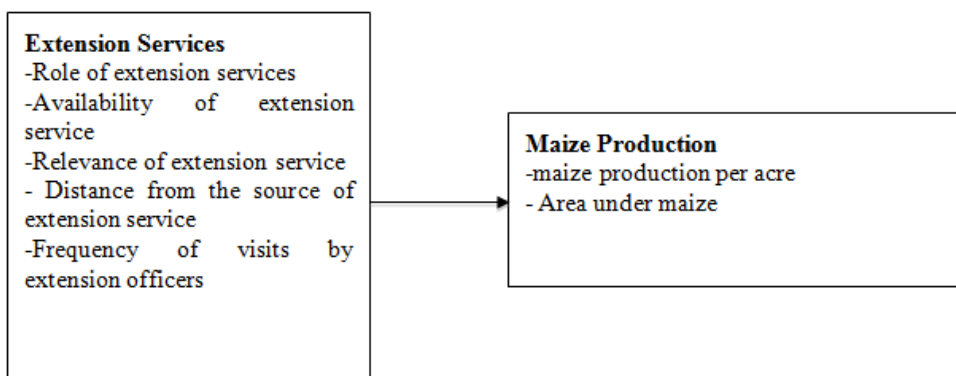 Extension Services
-Role of extension services
-Availability of extension
service
-Relevance of extension service
- Distance from the source of
extension service
-Frequency of visits by
extension officers
Maize Production
-maize production per acre
- Area under maize